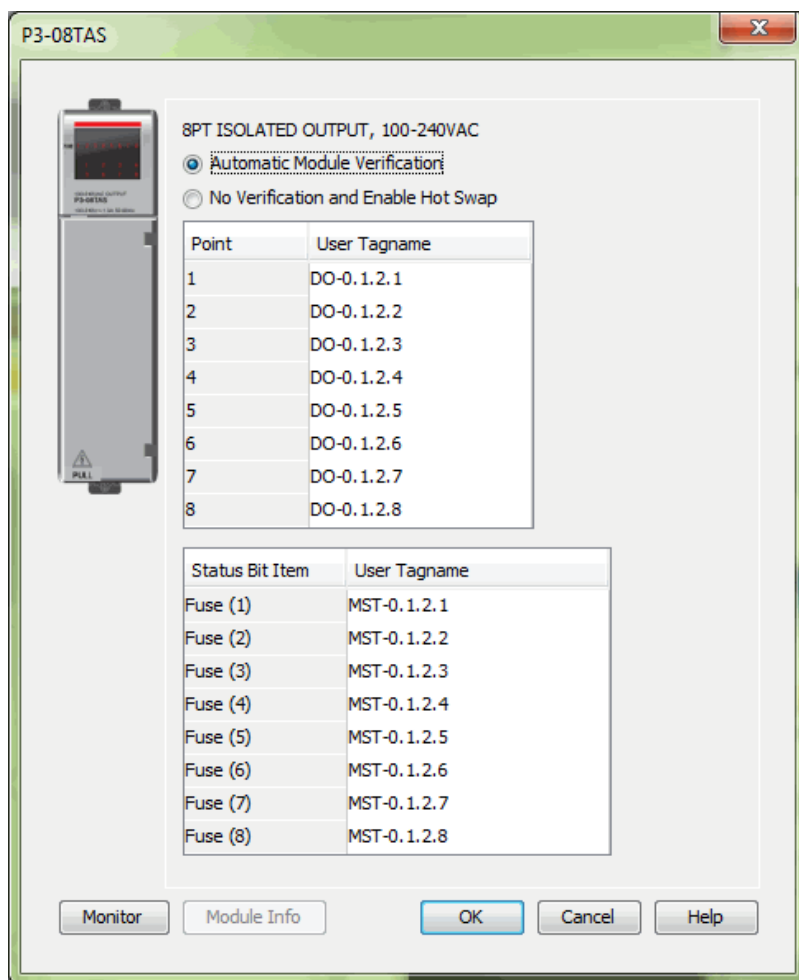 P3-08TAS
8PT ISOLATED OUTPUT, 100-240VAC
Automatic Module Verification
No Verification and Enable Hot Swap
P3-08TAS
PULL
Point User Tagname
1 DO-0.1.2.1
2 DO-0.1.2.2
3 DO-0.1.2.3
4 DO-0.1.2.4
5 DO-0.1.2.5
6 DO-0.1.2.6
7 DO-0.1.2.7
8 DO-0.1.2.8
Status Bit Item User Tagname
Fuse (1) MST-0.1.2.1
Fuse (2) MST-0.1.2.2
Fuse (3) MST-0.1.2.3
Fuse (4) MST-0.1.2.4
Fuse (5) MST-0.1.2.5
Fuse (6) MST-0.1.2.6
Fuse (7) MST-0.1.2.7
Fuse (8) MST-0.1.2.8
Monitor Module Info OK Cancel Help